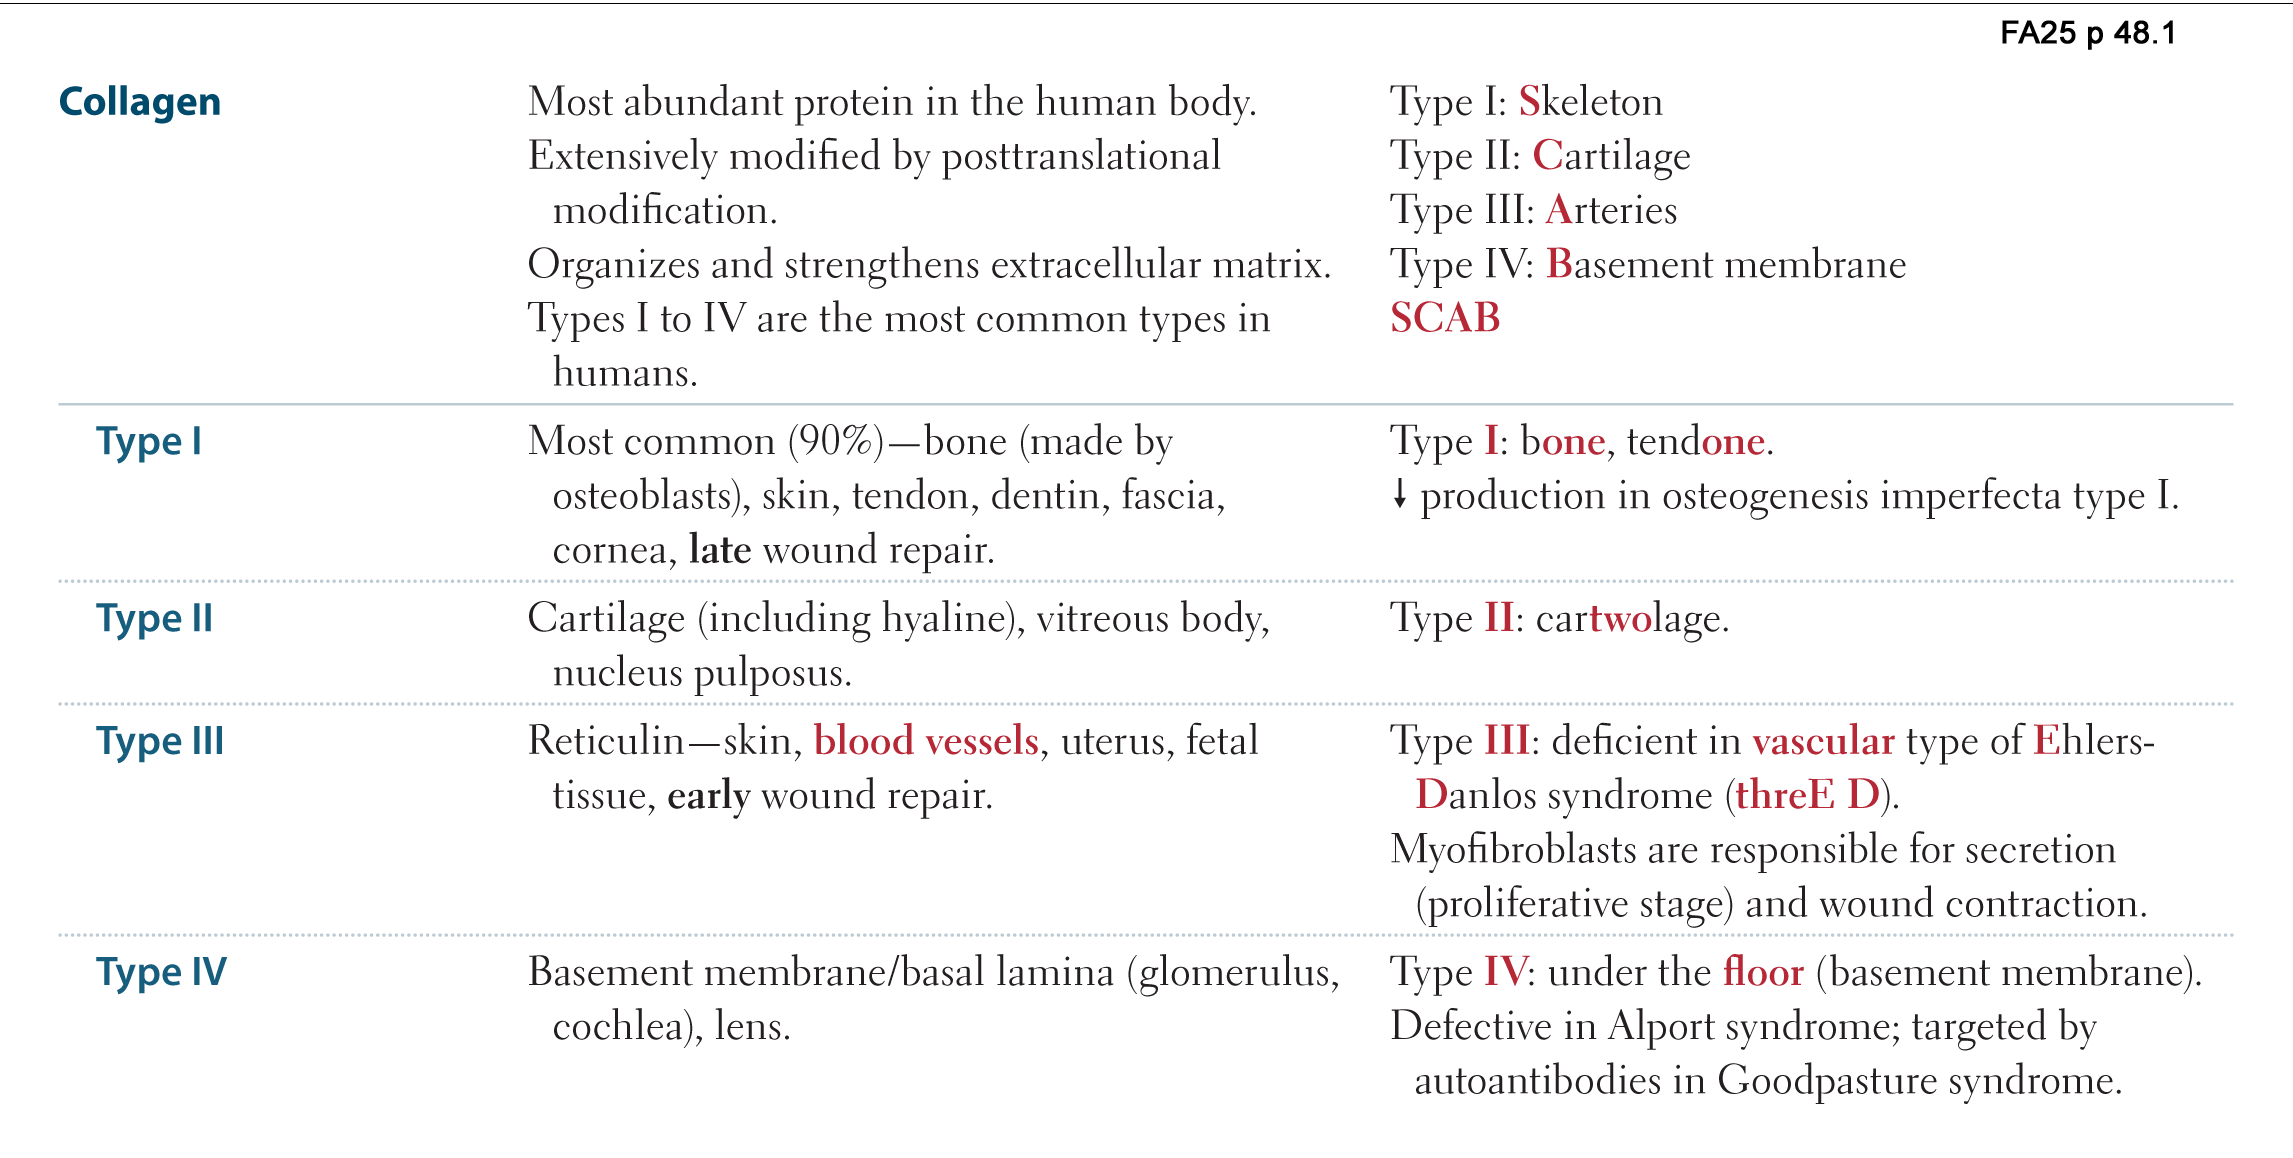 FA25 p 48.1
Collagen
Most abundant protein in the human body.
Extensively modified by posttranslational
modification.
Organizes and strengthens extracellular matrix.
Types I to IV are the most common types in
humans.
Type I: Skeleton
Type II: Cartilage
Type III: Arteries
Type IV: Basement membrane
SCAB
Type I
Most common (90%)—bone (made by
osteoblasts), skin, tendon, dentin, fascia,
cornea, late wound repair.
Type I: bone, tendone.
↓ production in osteogenesis imperfecta type I.
Type II
Cartilage (including hyaline), vitreous body,
nucleus pulposus.
Type II: cartwolage.
Type III
Reticulin—skin, blood vessels, uterus, fetal
tissue, early wound repair.
Type III: deficient in vascular type of Ehlers-
Danlos syndrome (threE D).
Myofibroblasts are responsible for secretion
(proliferative stage) and wound contraction.
Type IV
Basement membrane/basal lamina (glomerulus,
cochlea), lens.
Type IV: under the floor (basement membrane).
Defective in Alport syndrome; targeted by
autoantibodies in Goodpasture syndrome.